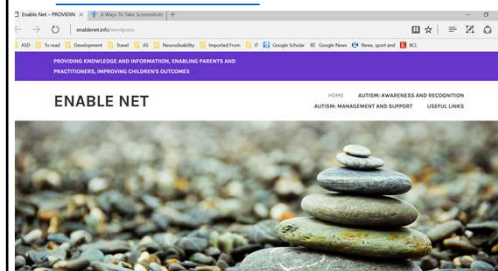 Enable Net – PROVIDIN
4 Ways To Take Screenshots
enablenet.info/wordpress
ASD To read Development Travel AS Neurodisability Imported From Google Scholar Google News News, sport and KCL
PROVIDING KNOWLEDGE AND INFORMATION, ENABLING PARENTS AND
PRACTITIONERS, IMPROVING CHILDREN'S OUTCOMES
ENABLE NET
HOME AUTISM: AWARENESS AND RECOGNITION
AUTISM: MANAGEMENT AND SUPPORT USEFUL LINKS